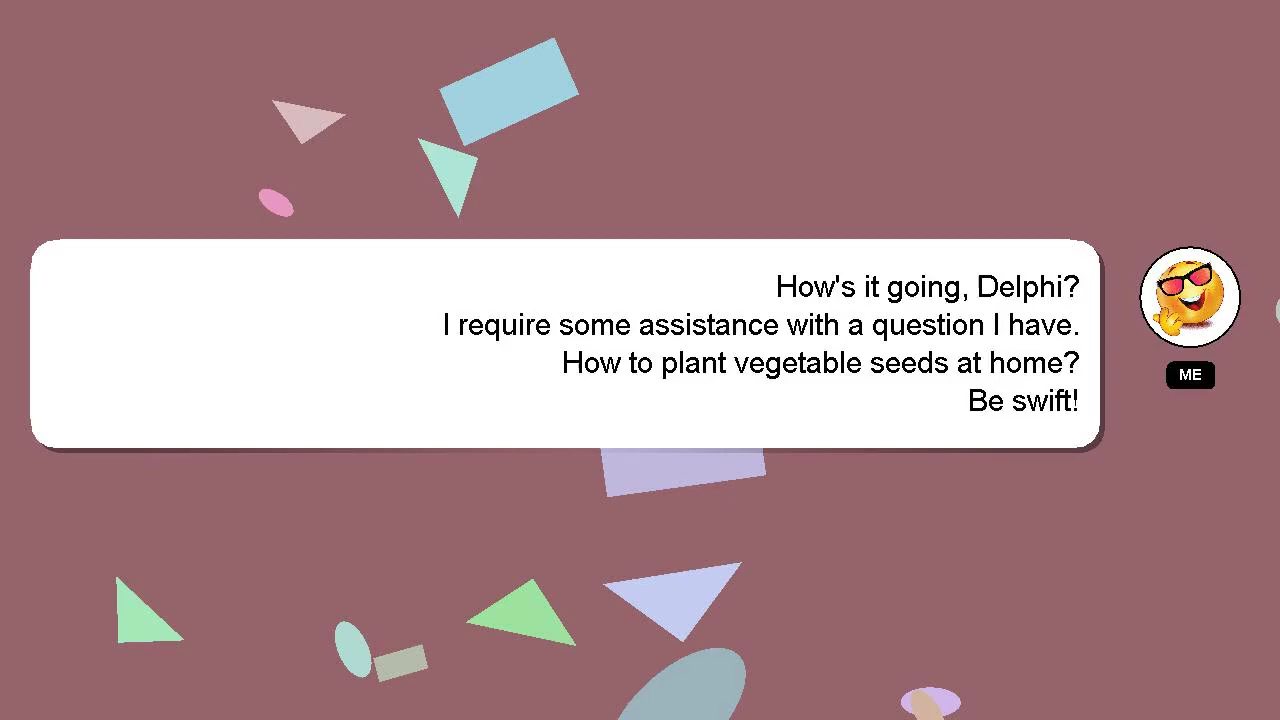 How's it going, Delphi?
I require some assistance with a question I have.
How to plant vegetable seeds at home?
Be swift!
ME